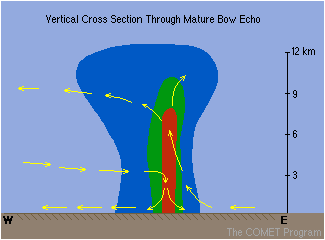 Vertical Cross Section Through Mature Bow Echo
12 km
9
6
3
W
E
The COMET Program